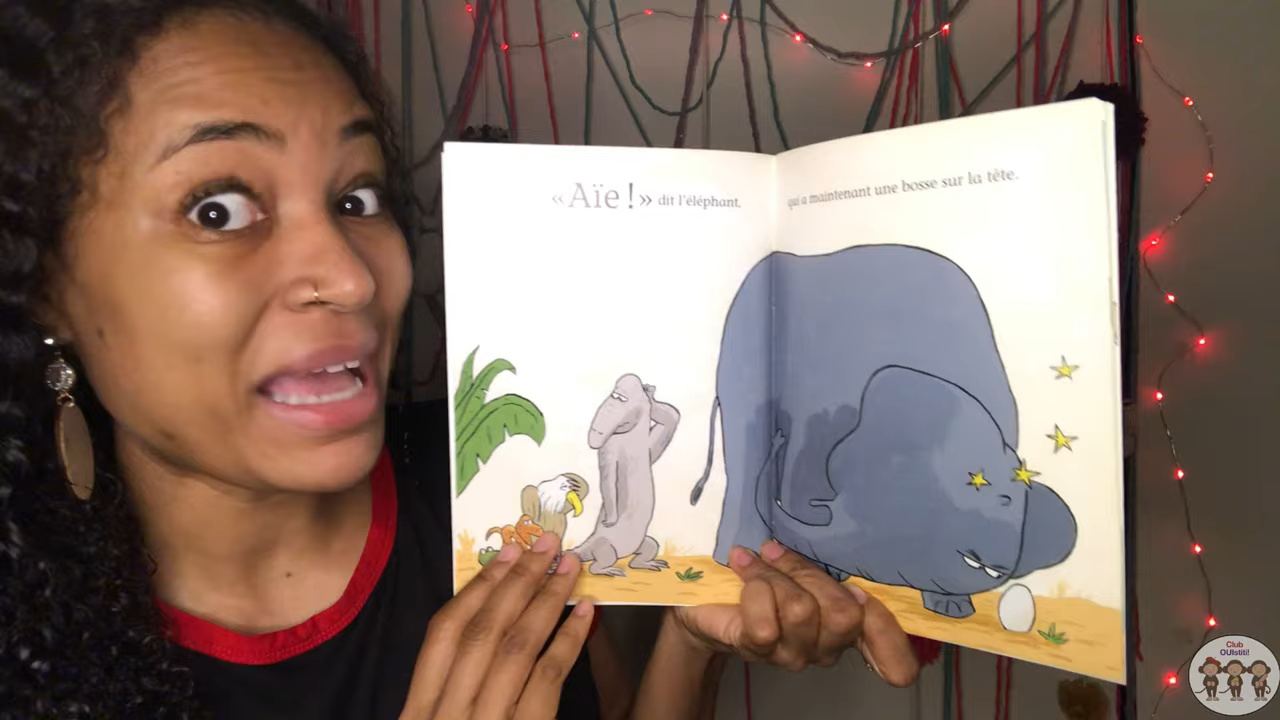 «Aïe !» dit l'éléphant,
qui a maintenant une bosse sur la tête.
Club
OUIstiti!